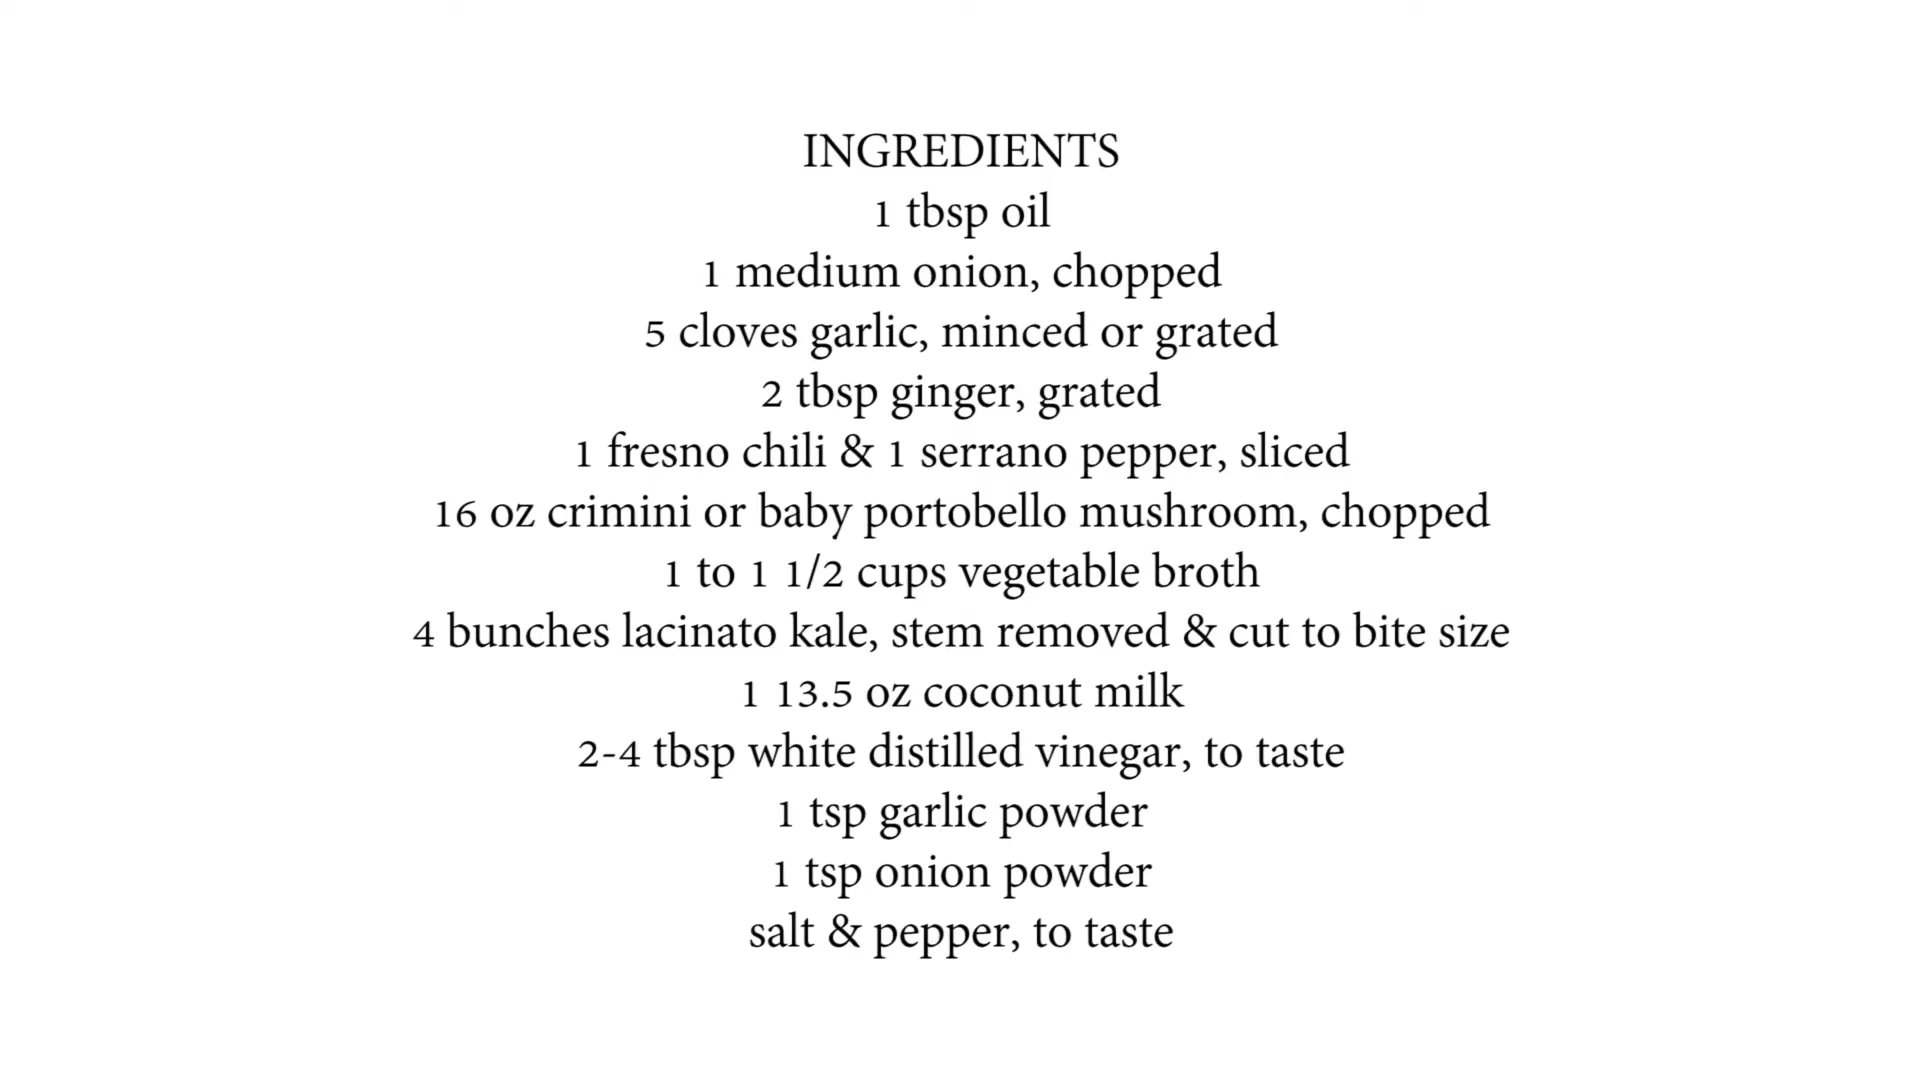 INGREDIENTS
1 tbsp oil
1 medium onion, chopped
5 cloves garlic, minced or grated
2 tbsp ginger, grated
1 fresno chili & 1 serrano pepper, sliced
16 oz crimini or baby portobello mushroom, chopped
1 to 1 1/2 cups vegetable broth
4 bunches lacinato kale, stem removed & cut to bite size
1 13.5 oz coconut milk
2-4 tbsp white distilled vinegar, to taste
1 tsp garlic powder
1 tsp onion powder
salt & pepper, to taste